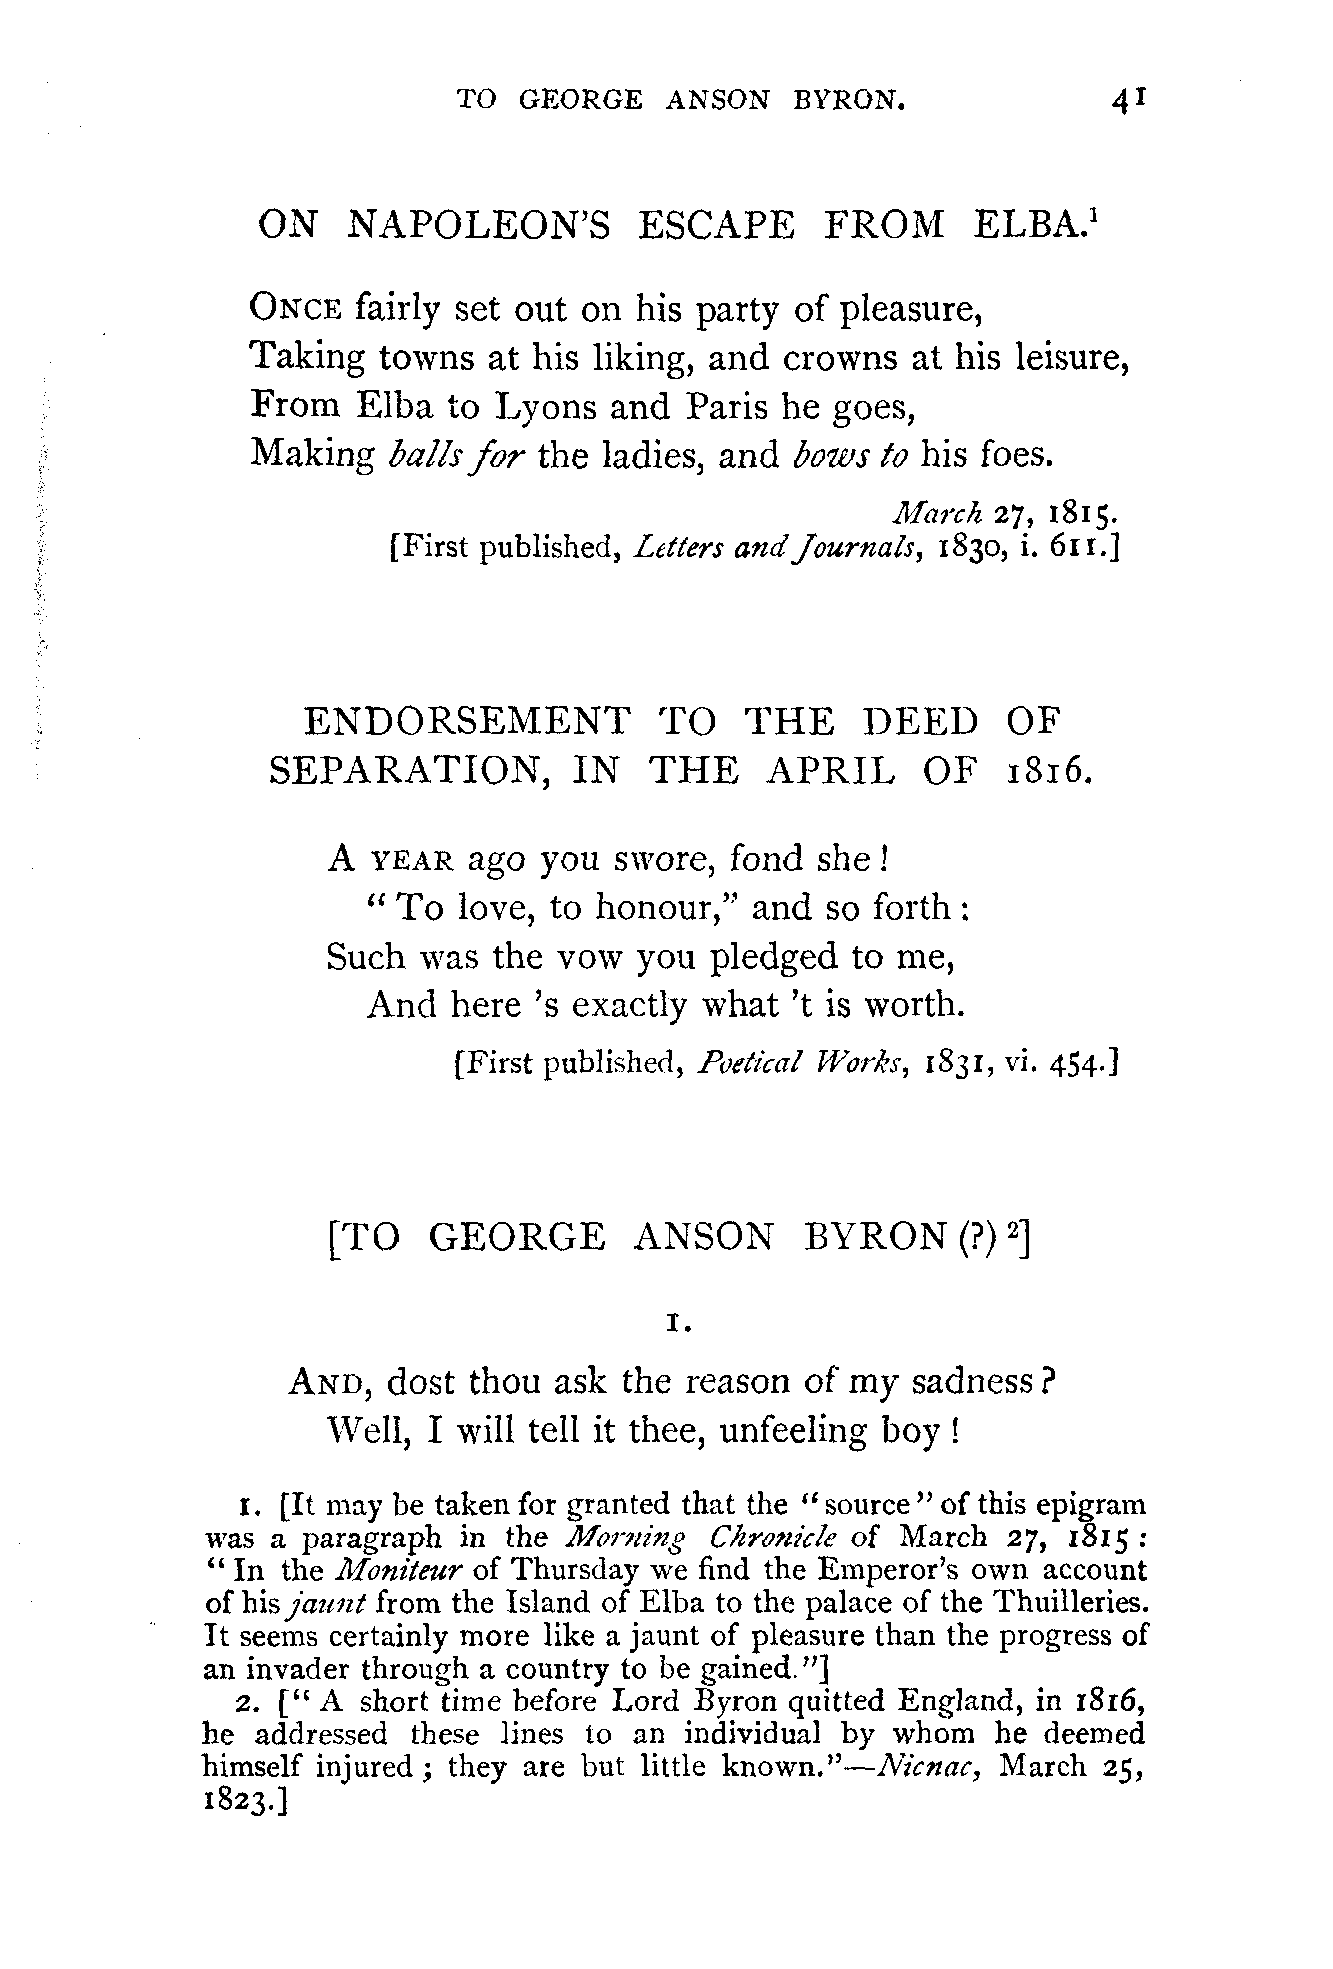 TO GEORGE ANSON BYRON. 41
ON NAPOLEON'S ESCAPE FROM ELBA.¹
ONCE fairly set out on his party of pleasure,
Taking towns at his liking, and crowns at his leisure,
From Elba to Lyons and Paris he goes,
Making balls for the ladies, and bows to his foes.
March 27, 1815.
[First published, Letters and Journals, 1830, i. 611.]
ENDORSEMENT TO THE DEED OF
SEPARATION, IN THE APRIL OF 1816.
A YEAR ago you swore, fond she!
"To love, to honour," and so forth:
Such was the vow you pledged to me,
And here 's exactly what 't is worth.
[First published, Poetical Works, 1831, vi. 454.]
[TO GEORGE ANSON BYRON (?) ²]
1.
AND, dost thou ask the reason of my sadness?
Well, I will tell it thee, unfeeling boy!
1. [It may be taken for granted that the "source" of this epigram
was a paragraph in the Morning Chronicle of March 27, 1815:
"In the Moniteur of Thursday we find the Emperor's own account
of his jaunt from the Island of Elba to the palace of the Thuilleries.
It seems certainly more like a jaunt of pleasure than the progress of
an invader through a country to be gained."]
2. ["A short time before Lord Byron quitted England, in 1816,
he addressed these lines to an individual by whom he deemed
himself injured; they are but little known."—Nicnac, March 25,
1823.]